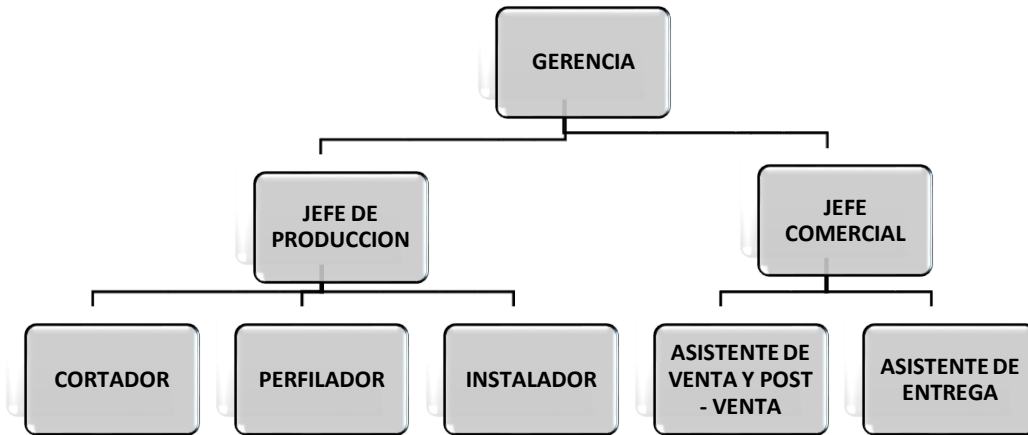 GERENCIA
JEFE DE
PRODUCCION
JEFE
COMERCIAL
CORTADOR
PERFILADOR
INSTALADOR
ASISTENTE DE
VENTA Y POST
- VENTA
ASISTENTE DE
ENTREGA